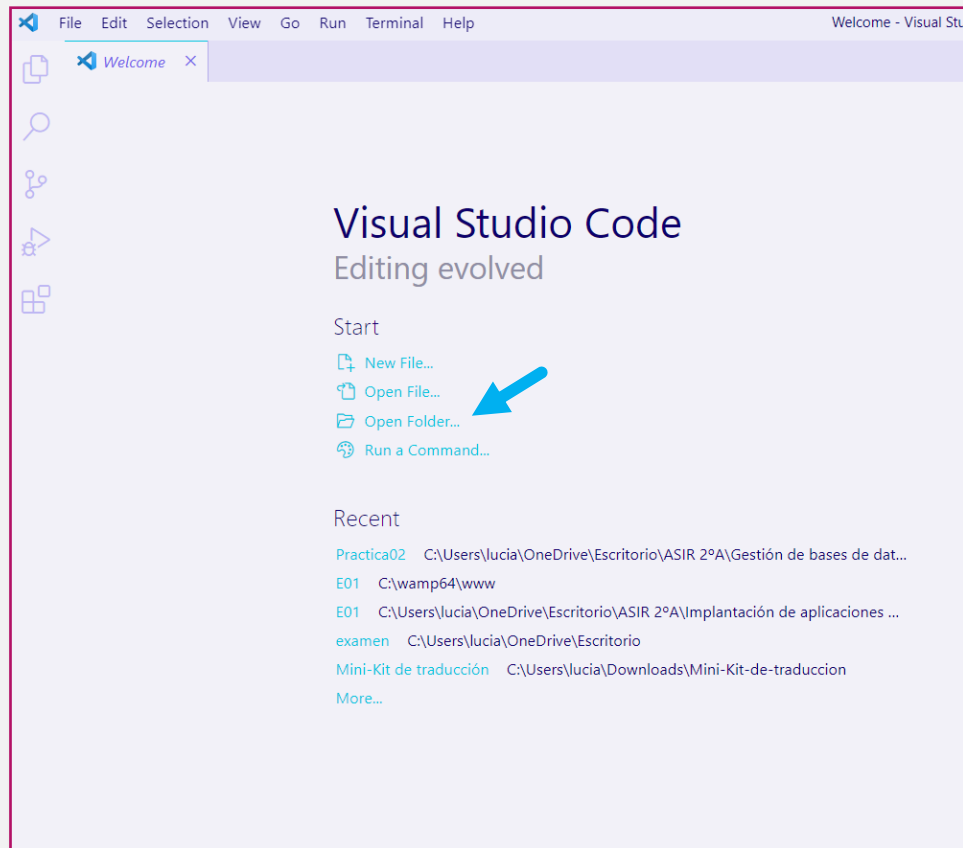 File Edit Selection View Go Run Terminal Help Welcome - Visual Stu
Welcome
Visual Studio Code
Editing evolved
Start
New File...
Open File...
Open Folder...
Run a Command...
Recent
Practica02 C:\Users\lucia\OneDrive\Escritorio\ASIR 2ºA\Gestión de bases de dat...
E01 C:\wamp64\www
E01 C:\Users\lucia\OneDrive\Escritorio\ASIR 2ºA\Implantación de aplicaciones ...
examen C:\Users\lucia\OneDrive\Escritorio
Mini-Kit de traducción C:\Users\lucia\Downloads\Mini-Kit-de-traduccion
More...